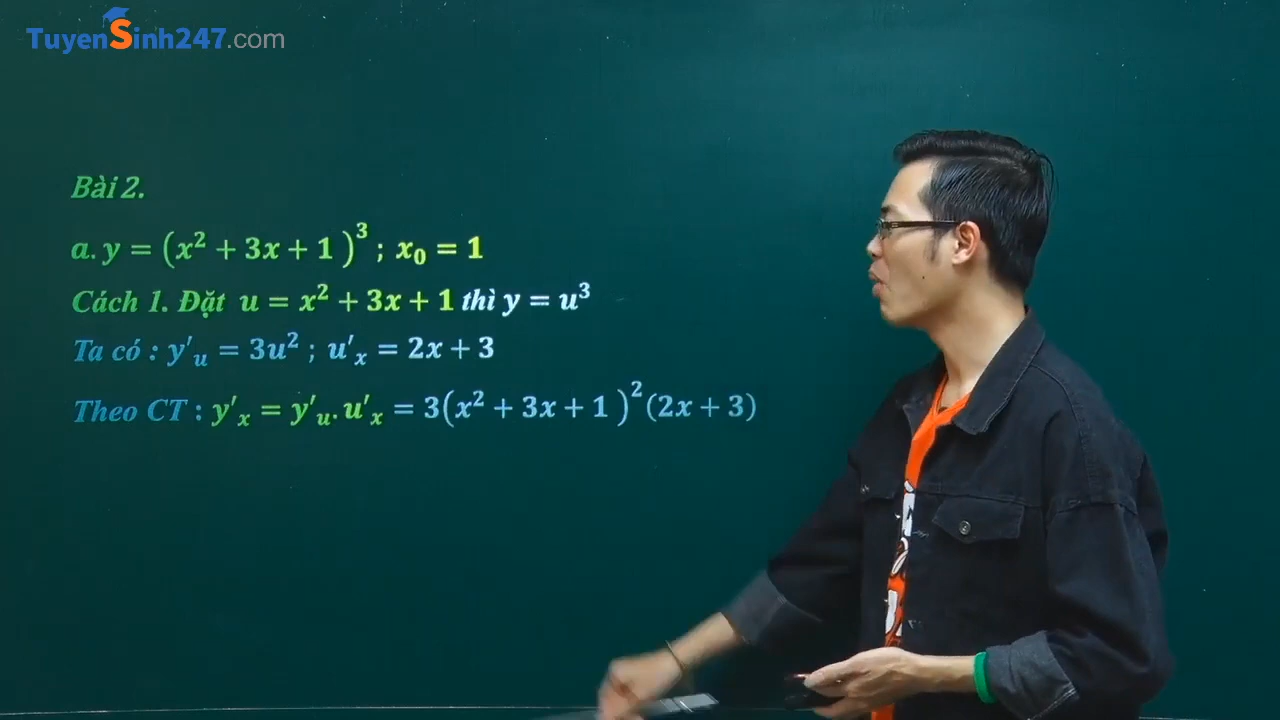 TuyenSinh247.com
Bài 2.
a. y = (x² + 3x + 1)³ ; x₀ = 1
Cách 1. Đặt u = x² + 3x + 1 thì y = u³
Ta có : y'ᵤ = 3u² ; u'ₓ = 2x + 3
Theo CT : y'ₓ = y'ᵤ. u'ₓ = 3(x² + 3x + 1)²(2x + 3)